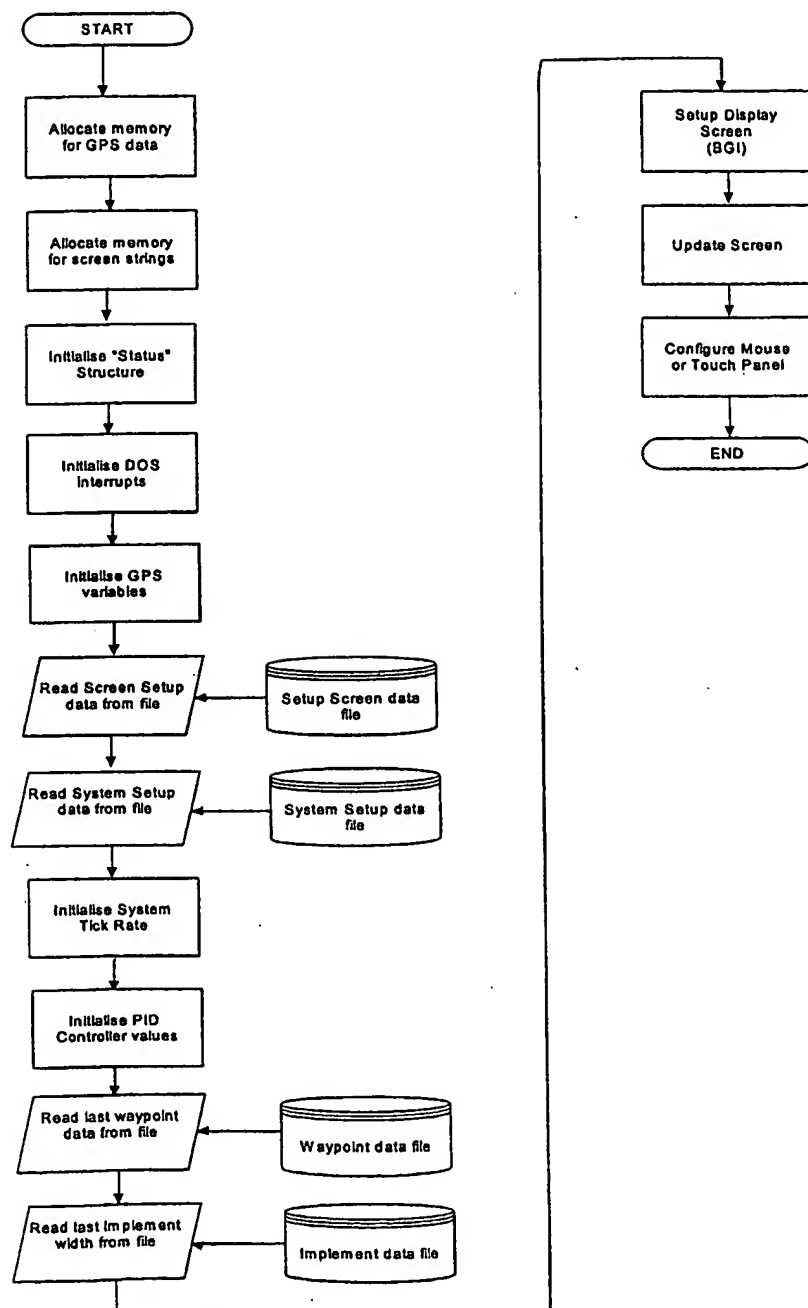 START
Allocate memory
for GPS data
Allocate memory
for screen strings
Initialise "Status"
Structure
Initialise DOS
interrupts
Initialise GPS
variables
Read Screen Setup
data from file
Setup Screen data
file
Read System Setup
data from file
System Setup data
file
Initialise System
Tick Rate
Initialise PID
Controller values
Read last waypoint
data from file
Waypoint data file
Read last implement
width from file
Implement data file
Setup Display
Screen
(BGI)
Update Screen
Configure Mouse
or Touch Panel
END